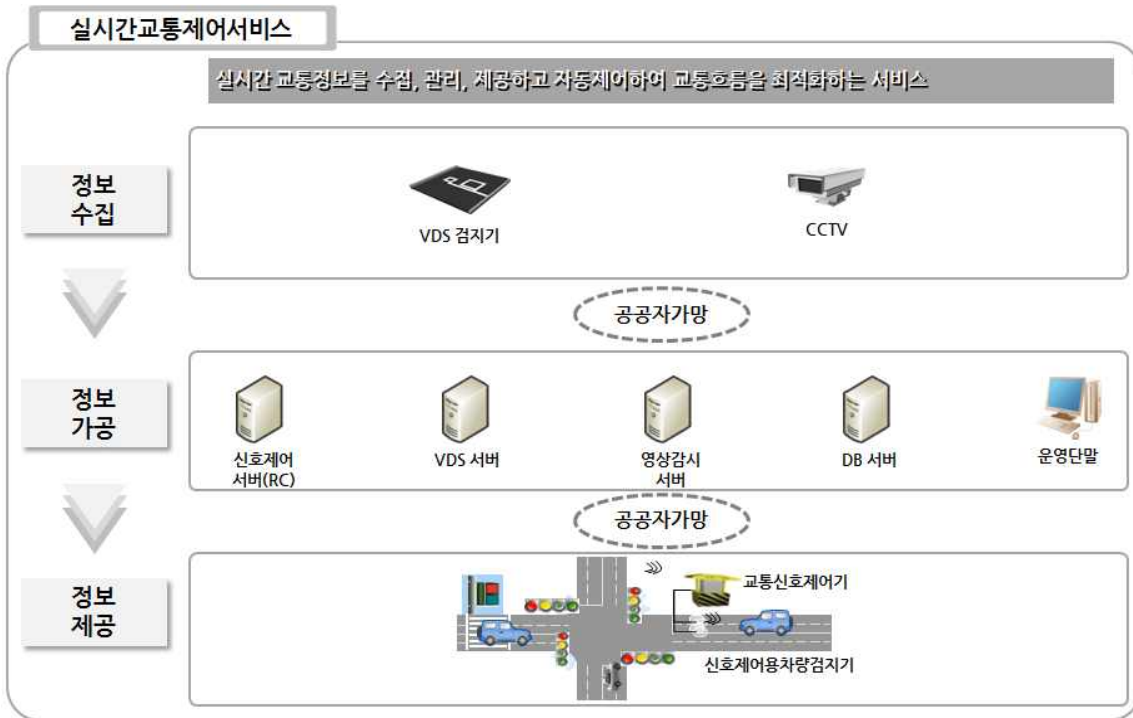 실시간교통제어서비스
실시간 교통정보를 수집, 관리, 제공하고 자동제어하여 교통흐름을 최적화하는 서비스
정보
수집
VDS 검지기
CCTV
공공자가망
정보
가공
신호제어
서버(RC)
VDS 서버
영상감시
서버
DB 서버
운영단말
공공자가망
정보
제공
교통신호제어기
신호제어용차량검지기